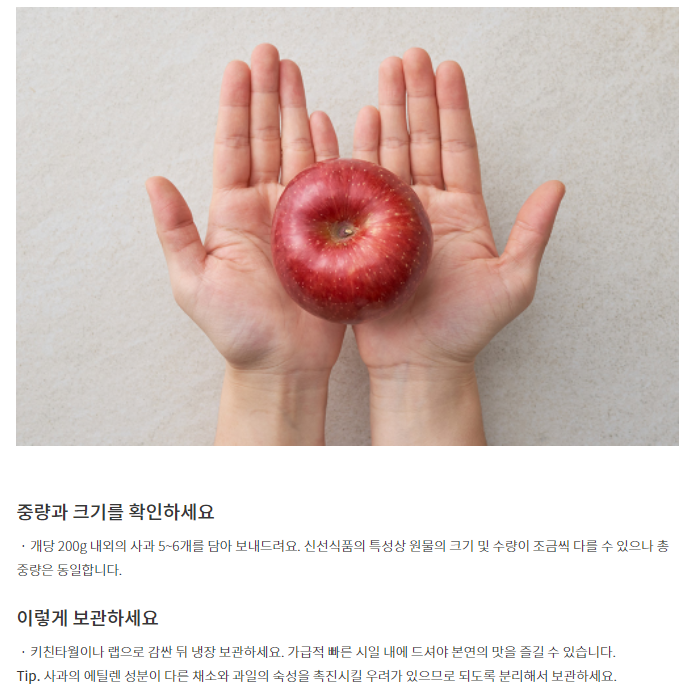 중량과 크기를 확인하세요
· 개당 200g 내외의 사과 5~6개를 담아 보내드려요. 신선식품의 특성상 원물의 크기 및 수량이 조금씩 다를 수 있으나 총
중량은 동일합니다.
이렇게 보관하세요
· 키친타월이나 랩으로 감싼 뒤 냉장 보관하세요. 가급적 빠른 시일 내에 드셔야 본연의 맛을 즐길 수 있습니다.
Tip. 사과의 에틸렌 성분이 다른 채소와 과일의 숙성을 촉진시킬 우려가 있으므로 되도록 분리해서 보관하세요.